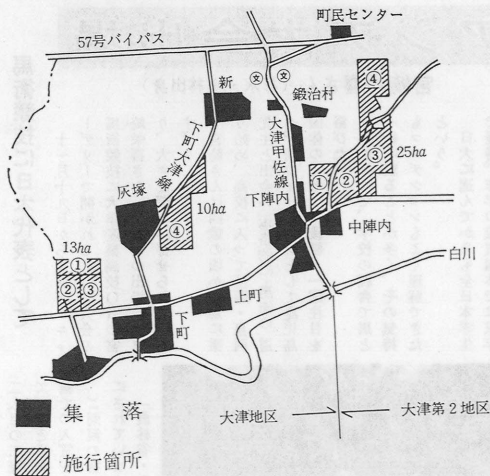 町民センター
57号バイパス
新
文
文
鍛治村
④
下町大津線
大津甲佐線
③
25ha
灰塚
下陣内
①
②
10ha
④
中陣内
13ha
①
白川
②
③
上町
下町
集落
大津地区
大津第2地区
施行箇所